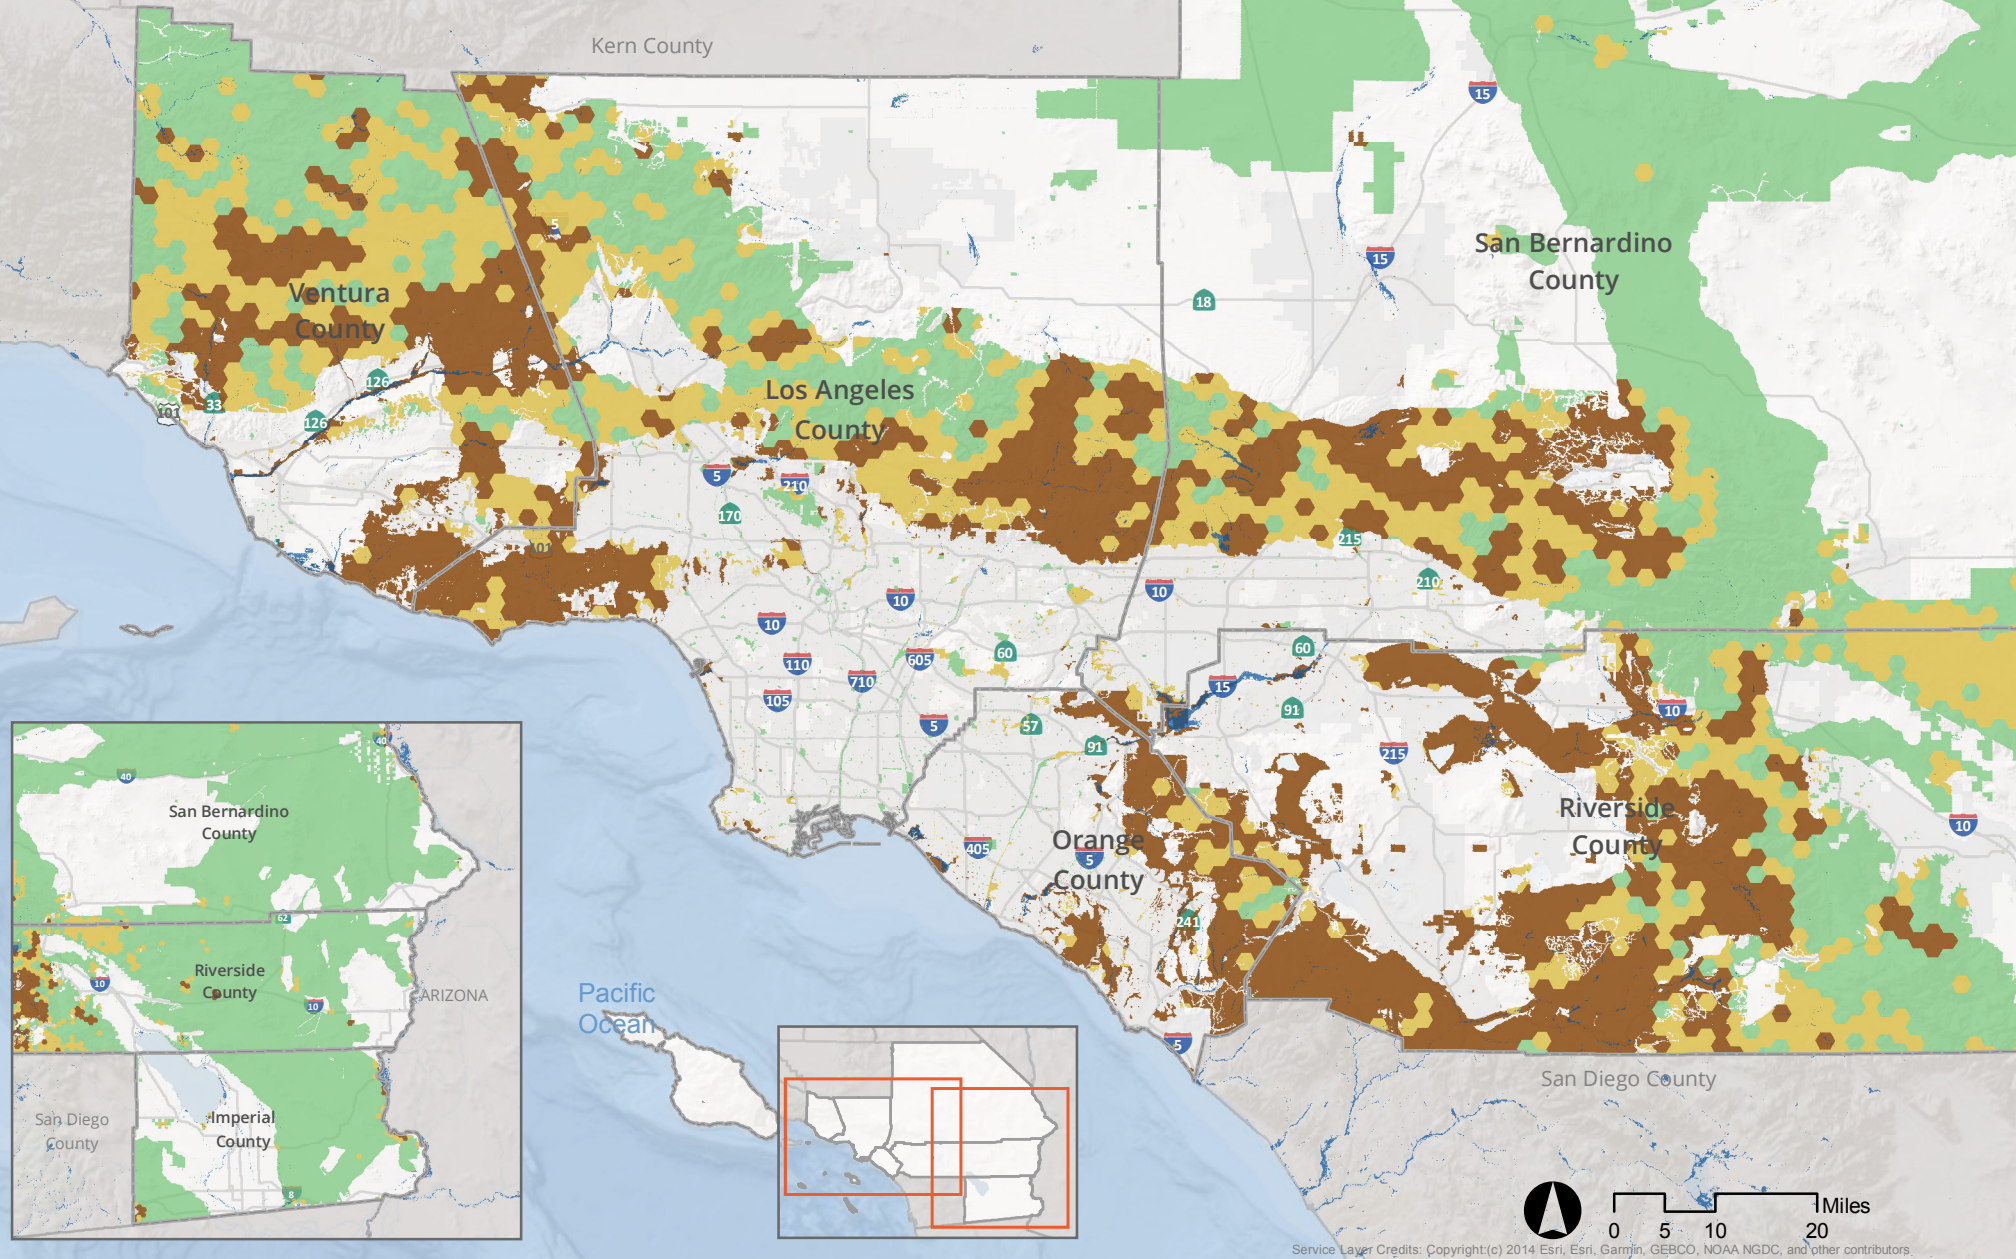 Kern County
15
San Bernardino
County
15
5
18
Ventura
County
126
33
101
126
Los Angeles
County
5
210
170
101
215
210
10
10
10
60
60
110
605
710
105
15
5
57
91
91
10
215
Riverside
County
10
Orange
County
405
5
241
5
Pacific
Ocean
San Diego County
40
40
San Bernardino
County
62
Riverside
County
10
10
ARIZONA
San Diego
County
Imperial
County
8
Miles
0 5 10 20
Service Layer Credits: Copyright:(c) 2014 Esri, Esri, Garmin, GEBCO, NOAA NGDC, and other contributors